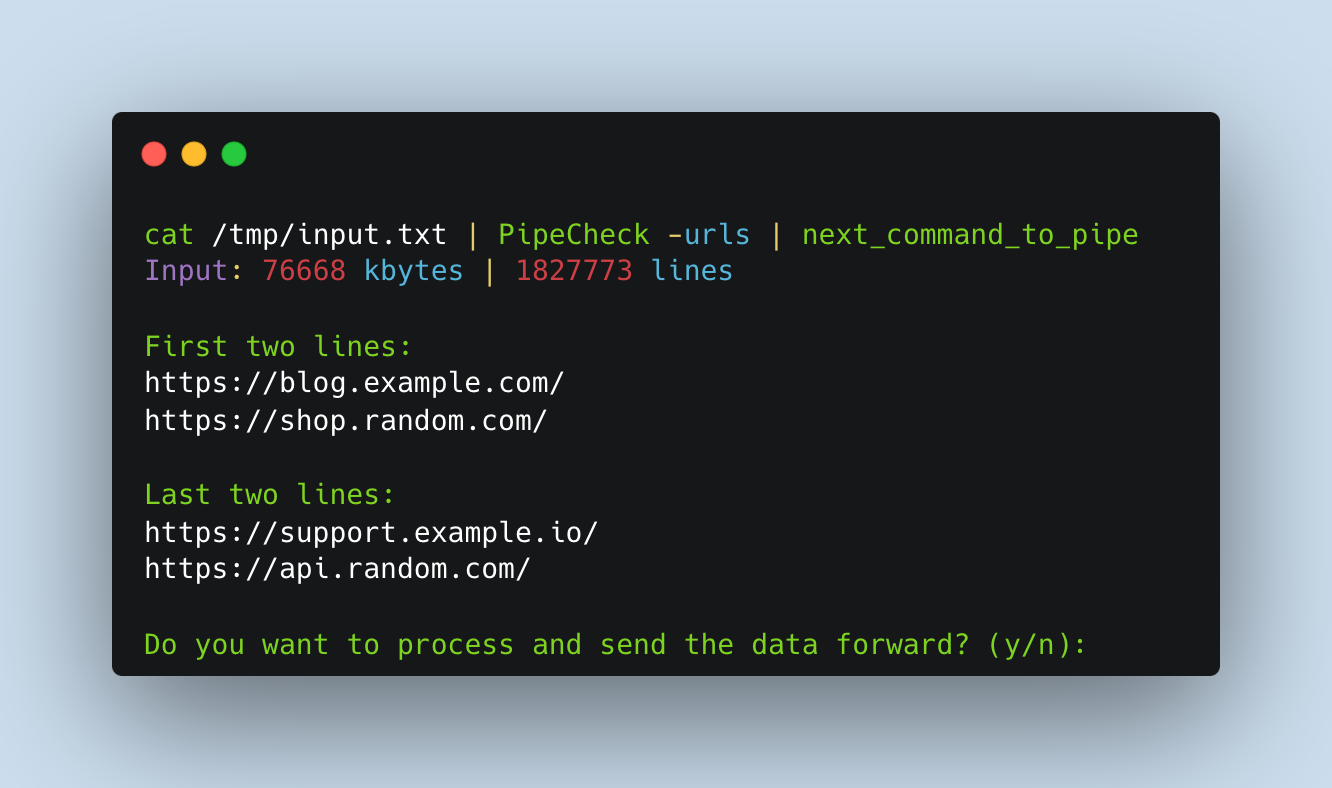 cat /tmp/input.txt | PipeCheck -urls | next_command_to_pipe
Input: 76668 kbytes | 1827773 lines
First two lines:
https://blog.example.com/
https://shop.random.com/
Last two lines:
https://support.example.io/
https://api.random.com/
Do you want to process and send the data forward? (y/n):